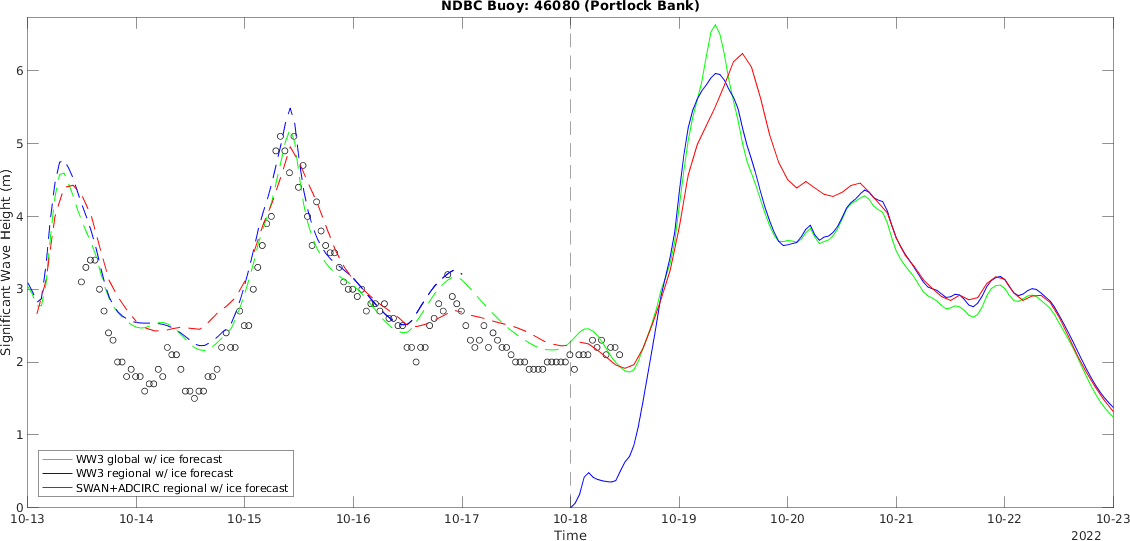 NDBC Buoy: 46080 (Portlock Bank)
Significant Wave Height (m)
6
5
4
3
2
1
0
WW3 global w/ ice forecast
WW3 regional w/ ice forecast
SWAN+ADCIRC regional w/ ice forecast
10-13 10-14 10-15 10-16 10-17 10-18 10-19 10-20 10-21 10-22 10-23
Time
2022